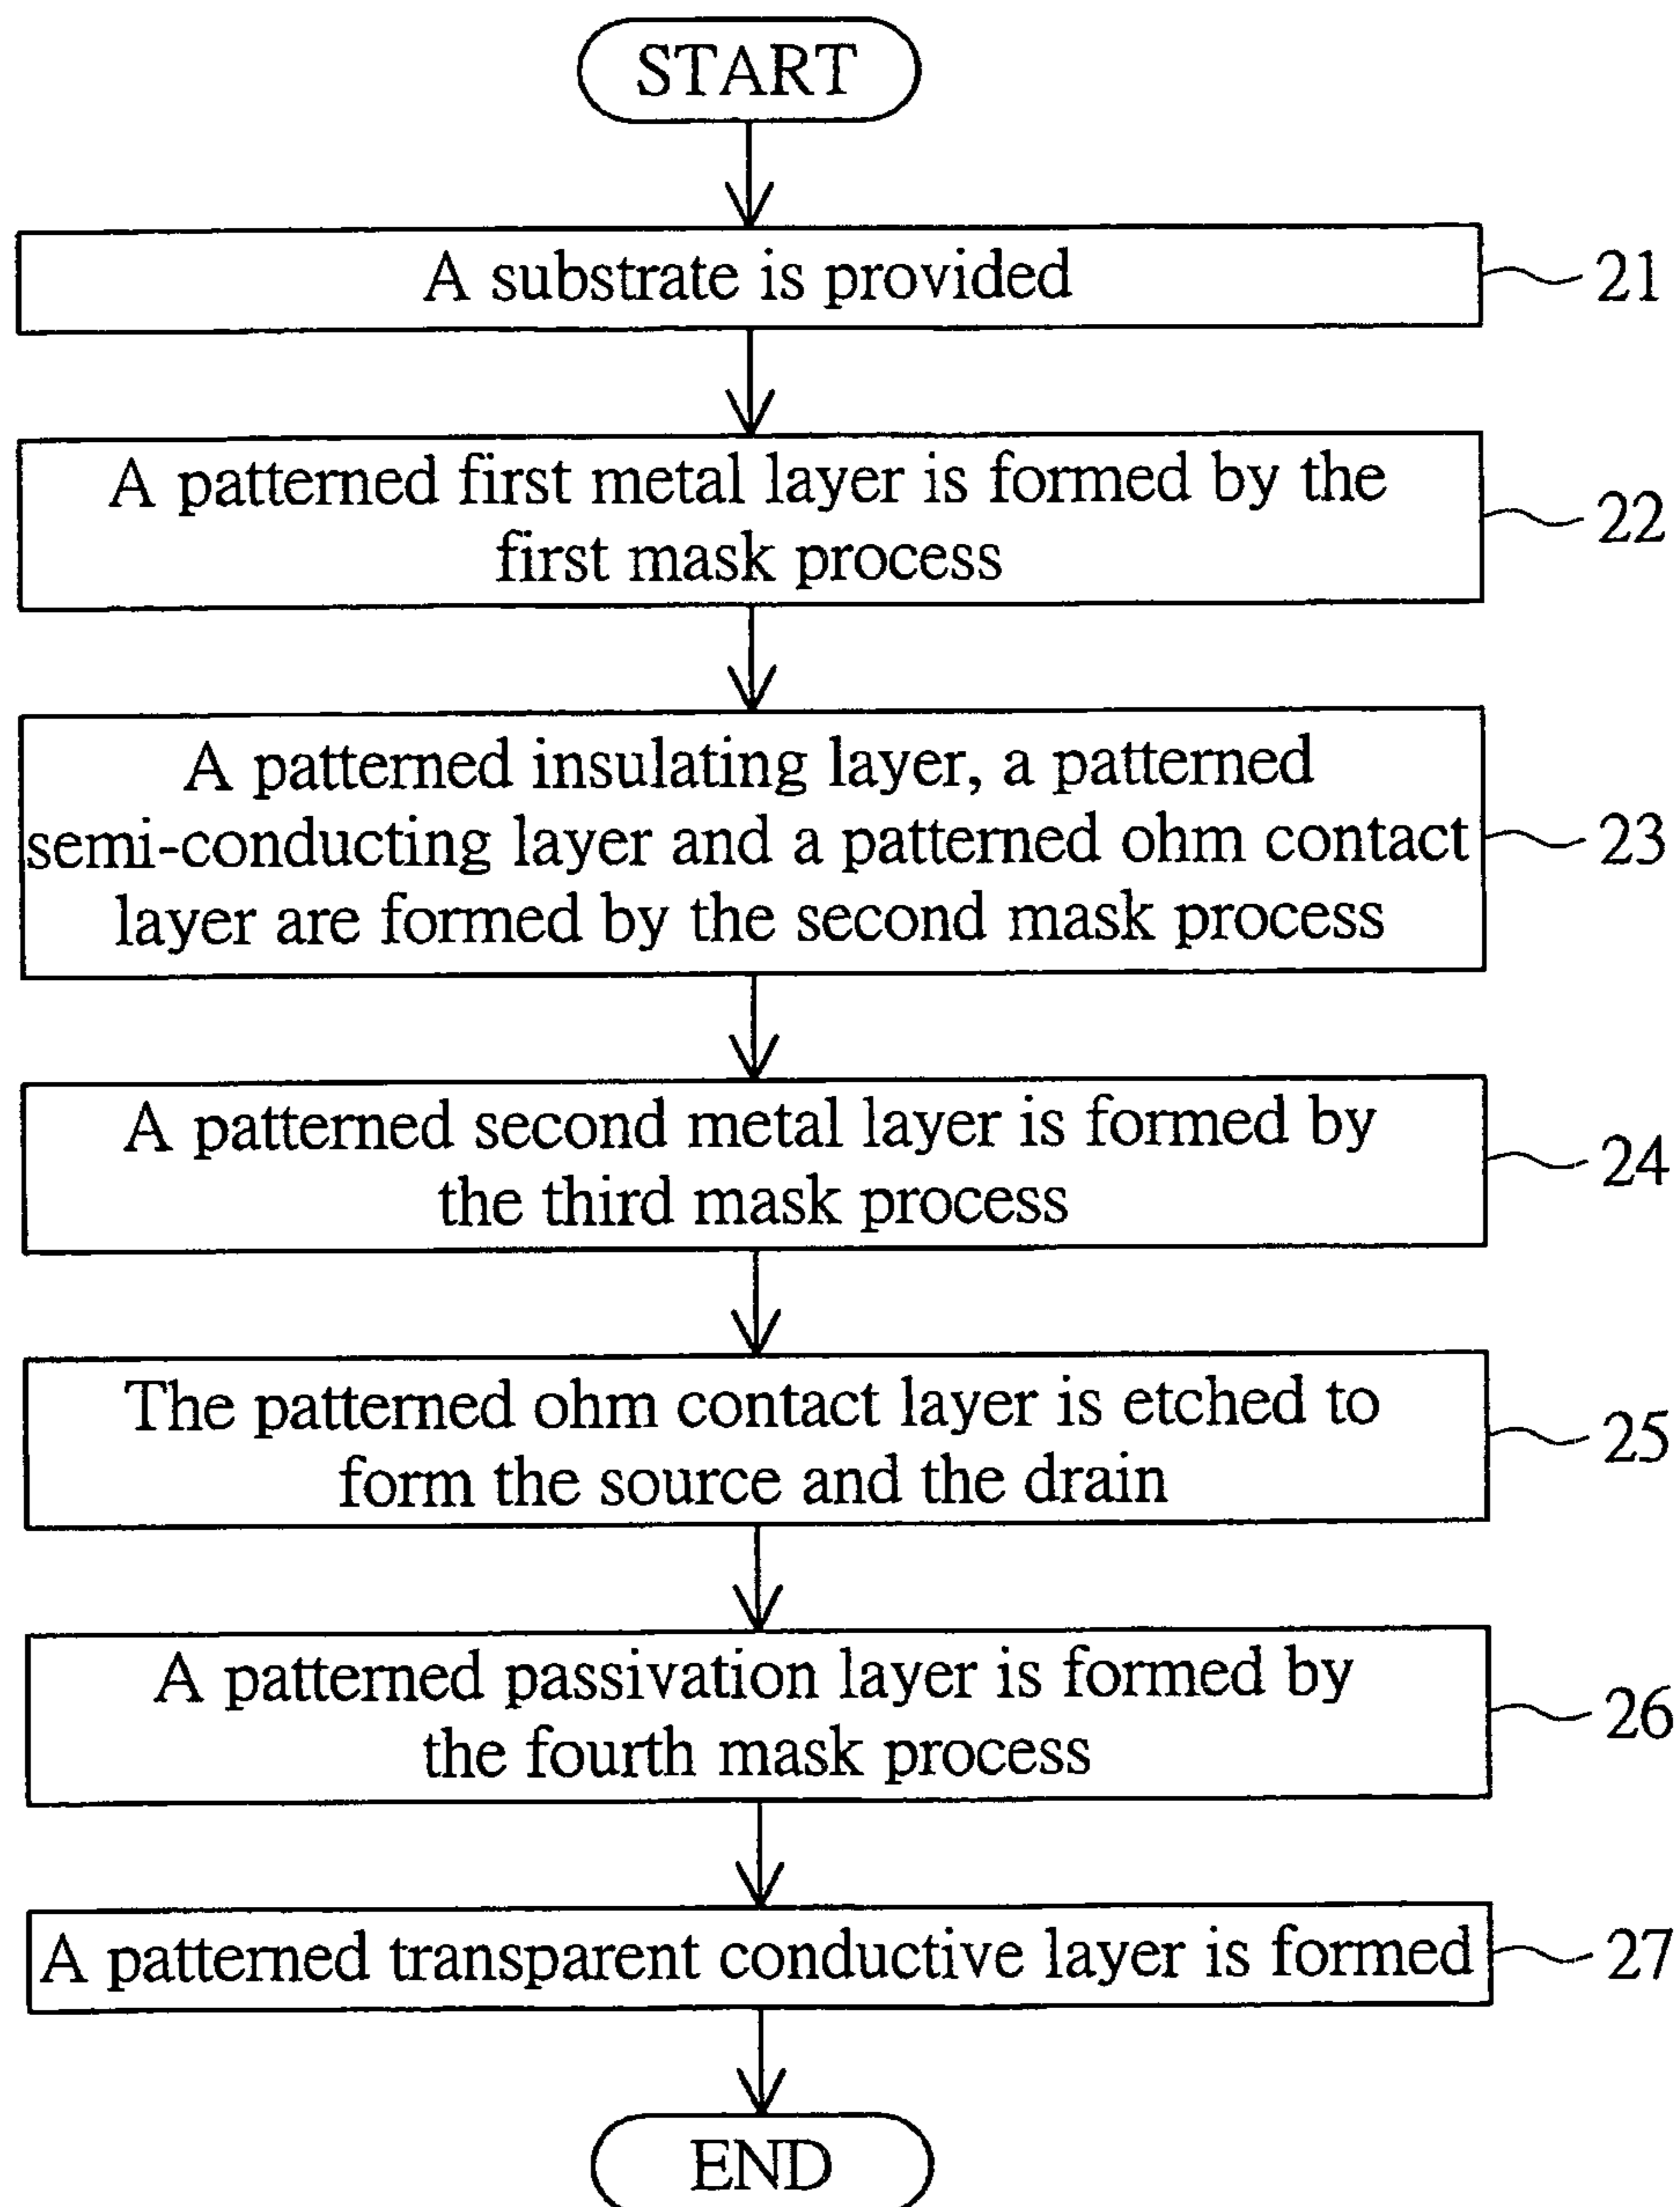 START
A substrate is provided
21
A patterned first metal layer is formed by the
first mask process
22
A patterned insulating layer, a patterned
semi-conducting layer and a patterned ohm contact
layer are formed by the second mask process
23
A patterned second metal layer is formed by
the third mask process
24
The patterned ohm contact layer is etched to
form the source and the drain
25
A patterned passivation layer is formed by
the fourth mask process
26
A patterned transparent conductive layer is formed
27
END